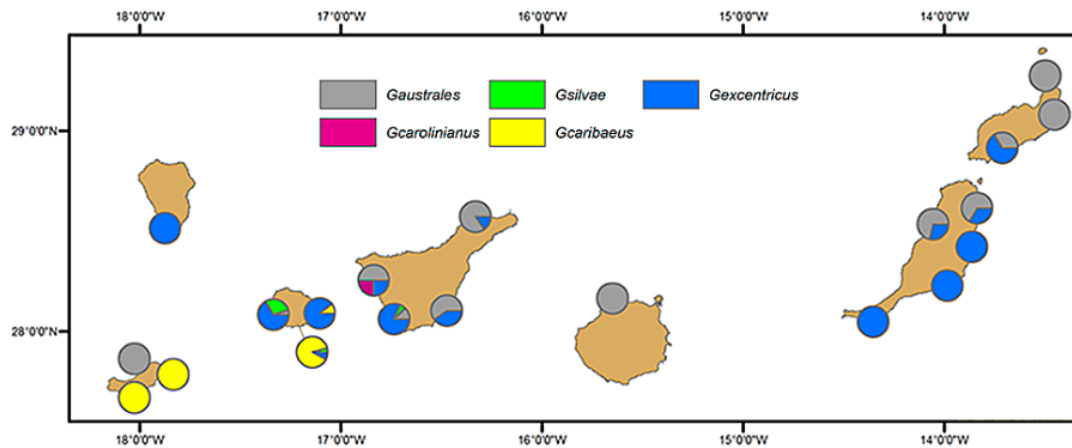 18°0'0"W 17°0'0"W 16°0'0"W 15°0'0"W 14°0'0"W
Gaustrales Gsilvae Gexcentricus
29°0'0"N
Gcarolinianus Gcaribaeus
28°0'0"N
18°0'0"W 17°0'0"W 16°0'0"W 15°0'0"W 14°0'0"W